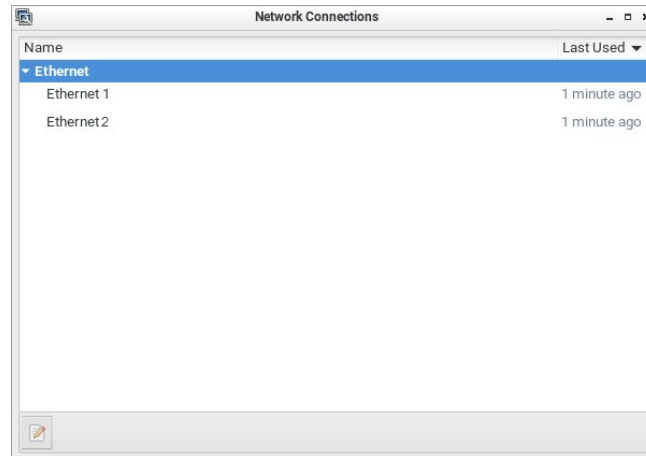 Network Connections
Name Last Used
Ethernet
Ethernet 1 1 minute ago
Ethernet 2 1 minute ago